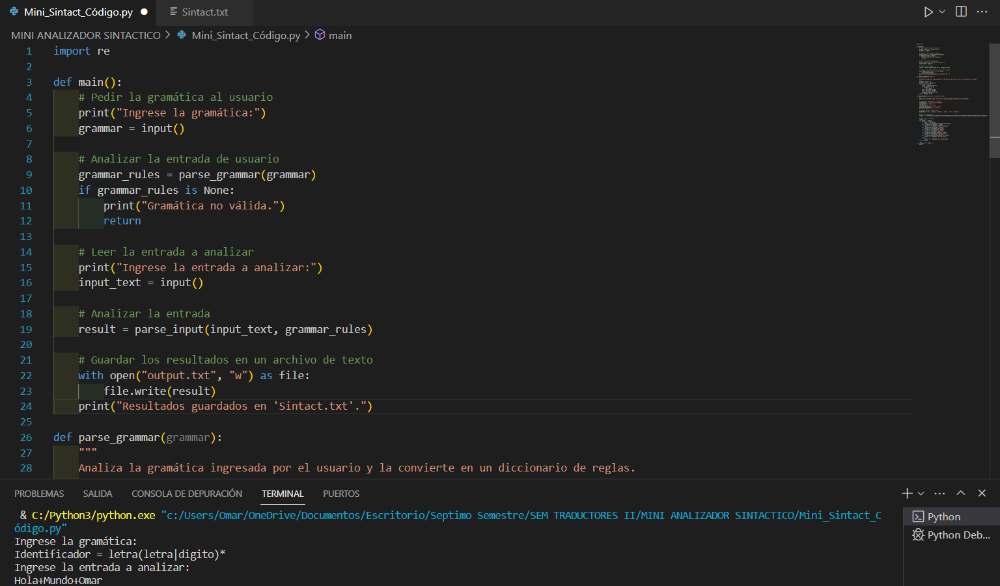 Mini_Sintact_Código.py
Sintact.txt
MINI ANALIZADOR SINTACTICO > Mini_Sintact_Código.py > main
1 import re
2
3 def main():
4 # Pedir la gramática al usuario
5 print("Ingrese la gramática:")
6 grammar = input()
7
8 # Analizar la entrada de usuario
9 grammar_rules = parse_grammar(grammar)
10 if grammar_rules is None:
11 print("Gramática no válida.")
12 return
13
14 # Leer la entrada a analizar
15 print("Ingrese la entrada a analizar:")
16 input_text = input()
17
18 # Analizar la entrada
19 result = parse_input(input_text, grammar_rules)
20
21 # Guardar los resultados en un archivo de texto
22 with open("output.txt", "w") as file:
23 file.write(result)
24 print("Resultados guardados en 'Sintact.txt'.")
25
26 def parse_grammar(grammar):
27 """
28 Analiza la gramática ingresada por el usuario y la convierte en un diccionario de reglas.
PROBLEMAS SALIDA CONSOLA DE DEPURACIÓN TERMINAL PUERTOS
& C:/Python3/python.exe "c:/Users/Omar/OneDrive/Documentos/Escritorio/Septimo Semestre/SEM TRADUCTORES II/MINI ANALIZADOR SINTACTICO/Mini_Sintact_C
ódigo.py"
Ingrese la gramática:
Identificador = letra(letra|digito)*
Ingrese la entrada a analizar:
Hola+Mundo+Omar
Python
Python Deb...